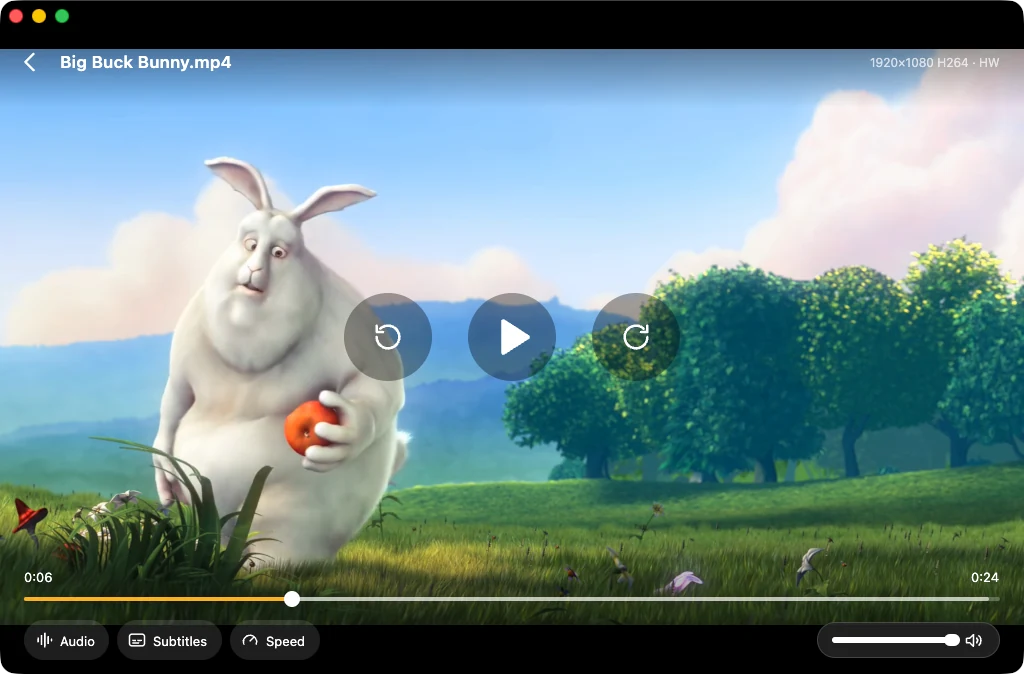 Big Buck Bunny.mp4
1920×1080 H264 · HW
0:06
0:24
Audio
Subtitles
Speed